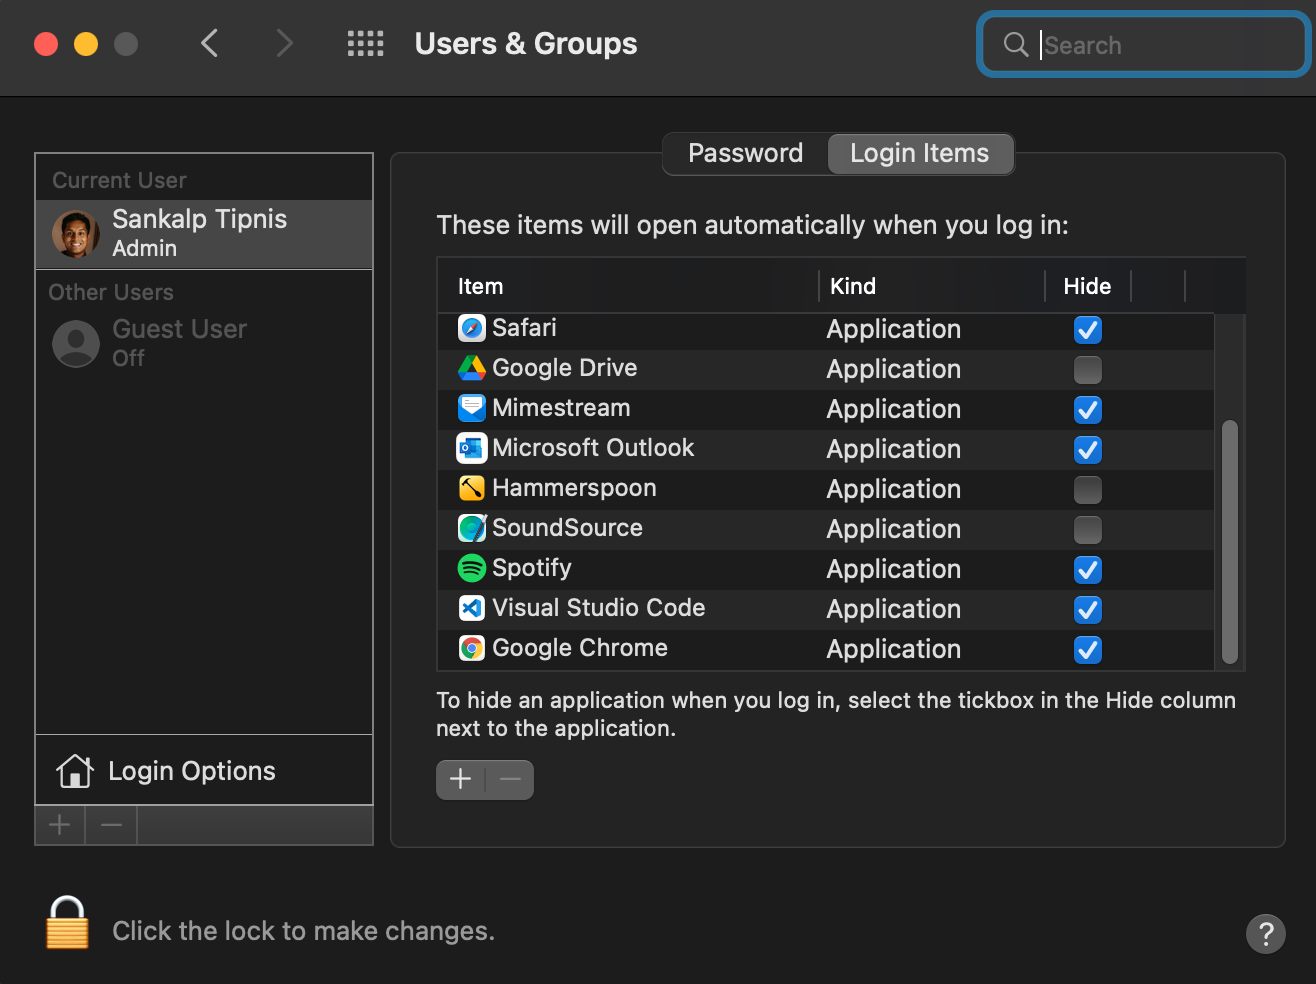 Users & Groups
Search
Current User
Sankalp Tipnis
Admin
Other Users
Guest User
Off
Login Options
Password
Login Items
These items will open automatically when you log in:
Item Kind Hide
Safari Application
Google Drive Application
Mimestream Application
Microsoft Outlook Application
Hammerspoon Application
SoundSource Application
Spotify Application
Visual Studio Code Application
Google Chrome Application
To hide an application when you log in, select the tickbox in the Hide column
next to the application.
Click the lock to make changes.
?